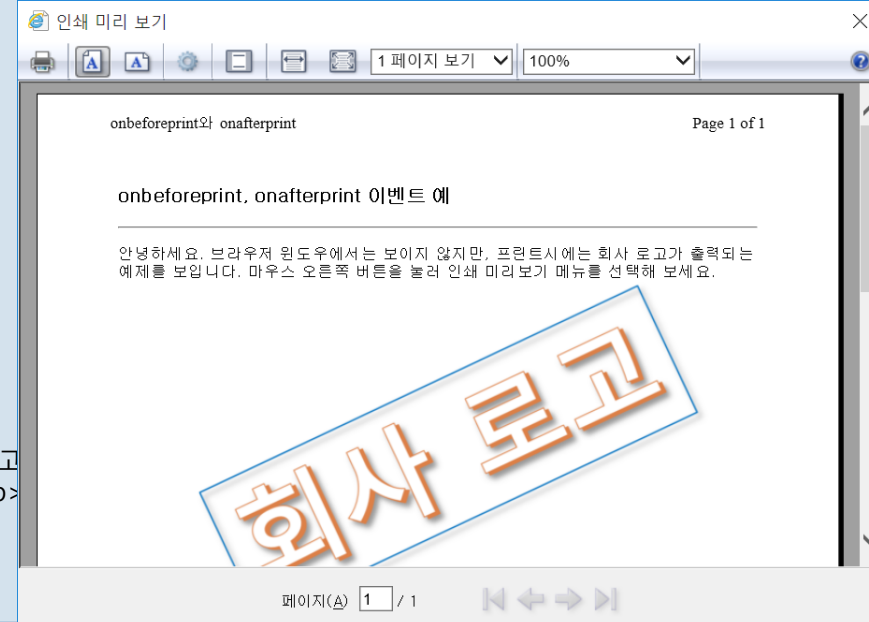 인쇄 미리 보기
1 페이지 보기 100%
onbeforeprint와 onafterprint Page 1 of 1
onbeforeprint, onafterprint 이벤트 예
안녕하세요. 브라우저 윈도우에서는 보이지 않지만, 프린트시에는 회사 로고가 출력되는
예제를 보입니다. 마우스 오른쪽 버튼을 눌러 인쇄 미리보기 메뉴를 선택해 보세요.
회사 로고
고
>
페이지(A) 1 / 1